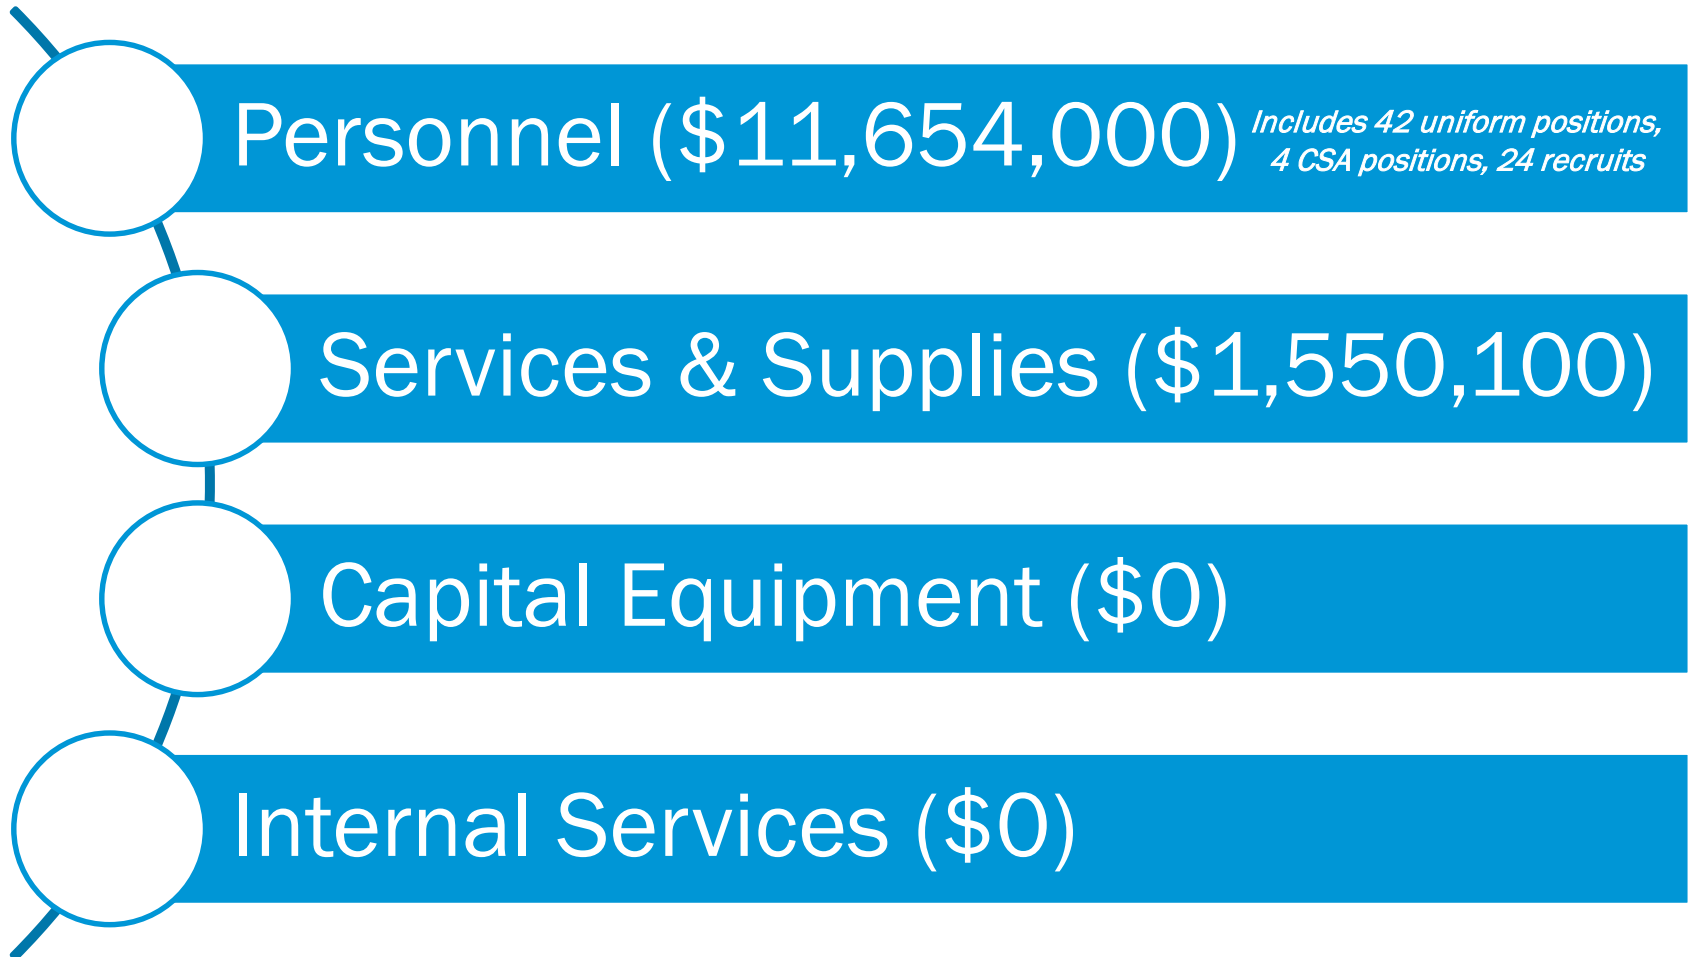 Personnel ($11,654,000)
Includes 42 uniform positions,
4 CSA positions, 24 recruits
Services & Supplies ($1,550,100)
Capital Equipment ($0)
Internal Services ($0)